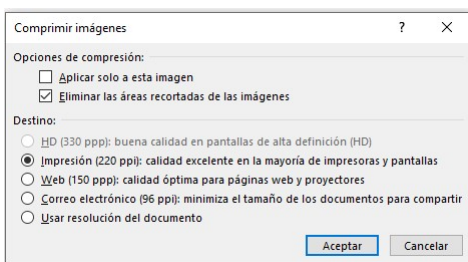 Comprimir imágenes ? X
Opciones de compresión:
Aplicar solo a esta imagen
Eliminar las áreas recortadas de las imágenes
Destino:
HD (330 ppp): buena calidad en pantallas de alta definición (HD)
Impresión (220 ppi): calidad excelente en la mayoría de impresoras y pantallas
Web (150 ppp): calidad óptima para páginas web y proyectores
Correo electrónico (96 ppi): minimiza el tamaño de los documentos para compartir
Usar resolución del documento
Aceptar Cancelar